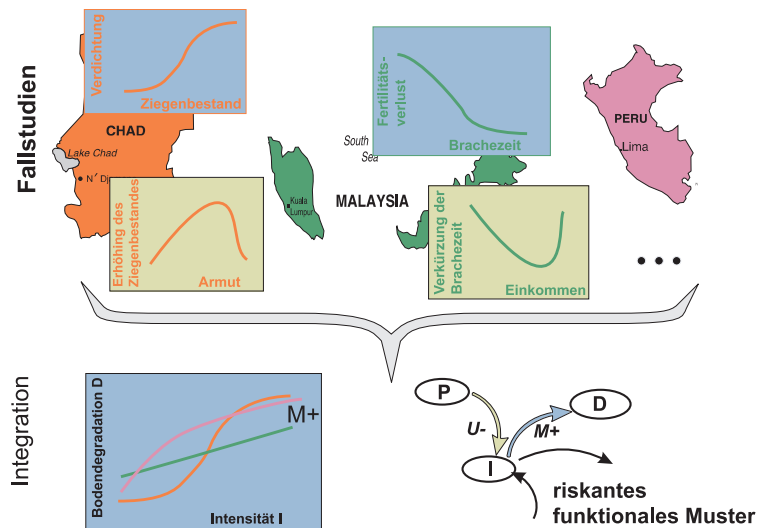 Fallstudien
Verdichtung
Ziegenbestand
CHAD
Lake Chad
N' Dj
Erhöhing des
Ziegenbestandes
Armut
Kuala
Lumpur
MALAYSIA
South
Sea
Fertilitäts-
verlust
Brachezeit
Verkürzung der
Brachezeit
Einkommen
PERU
Lima
Integration
Bodendegradation D
M+
Intensität I
P
D
U-
M+
I
riskantes
funktionales Muster